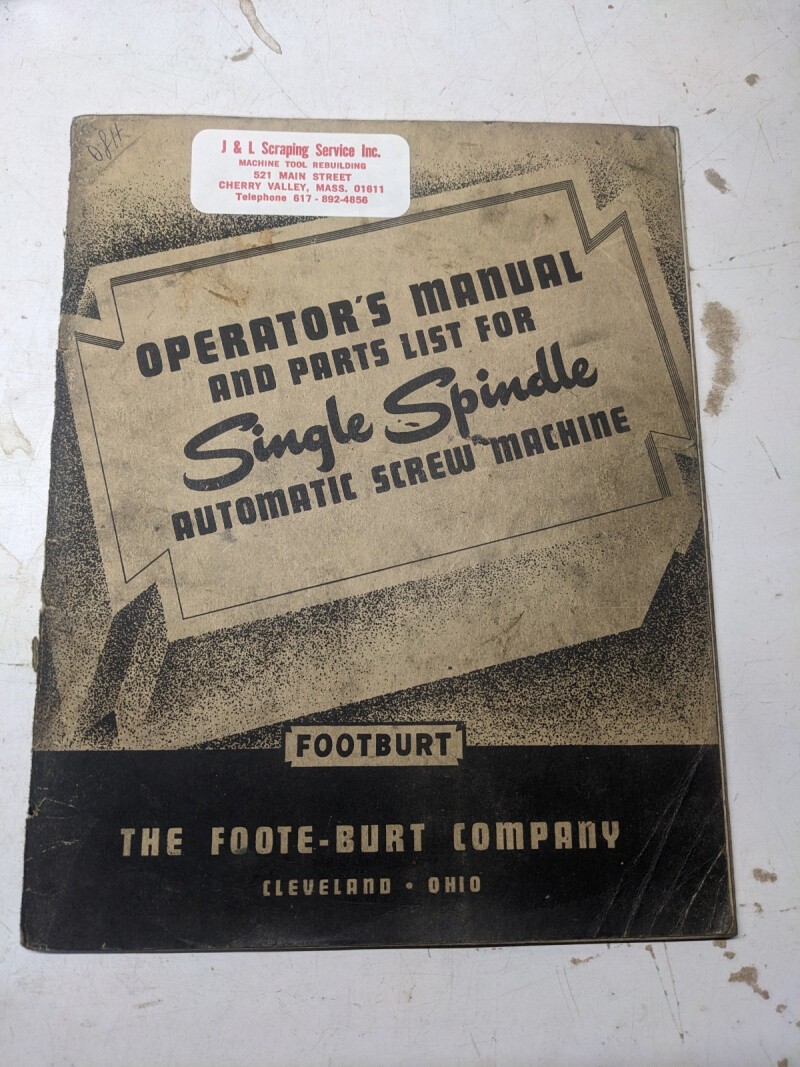 J & L Scraping Service Inc.
MACHINE TOOL REBUILDING
521 MAIN STREET
CHERRY VALLEY, MASS. 01611
Telephone 617 - 892-4856
OPERATOR'S MANUAL
AND PARTS LIST FOR
Single Spindle
AUTOMATIC SCREW MACHINE
FOOTBURT
THE FOOTE-BURT COMPANY
CLEVELAND • OHIO